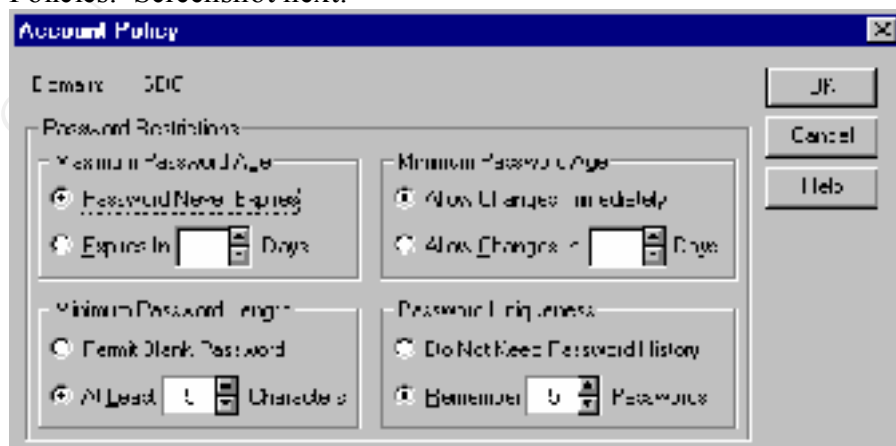 Policies. Screenshot next.
Account Policy
Domain:
OK
Password Restrictions
Cancel
Maximum Password Age
Minimum Password Age
Help
Password Never Expires
Allow Changes Immediately
Expires In Days
Allow Changes In Days
Minimum Password Length
Password Uniqueness
Permit Blank Password
Do Not Keep Password History
At Least Characters
Remember 5 Passwords